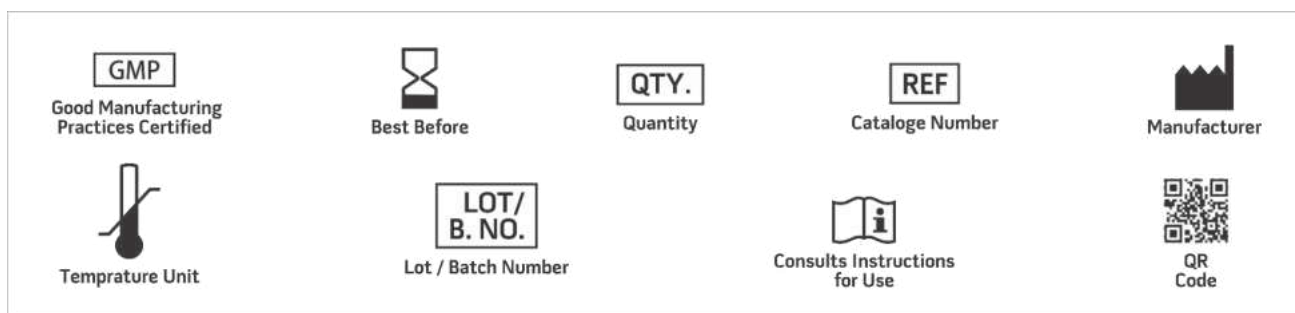 GMP
Good Manufacturing
Practices Certified
Best Before
QTY.
Quantity
REF
Cataloge Number
Manufacturer
Temprature Unit
LOT/
B. NO.
Lot / Batch Number
i
Consults Instructions
for Use
QR
Code